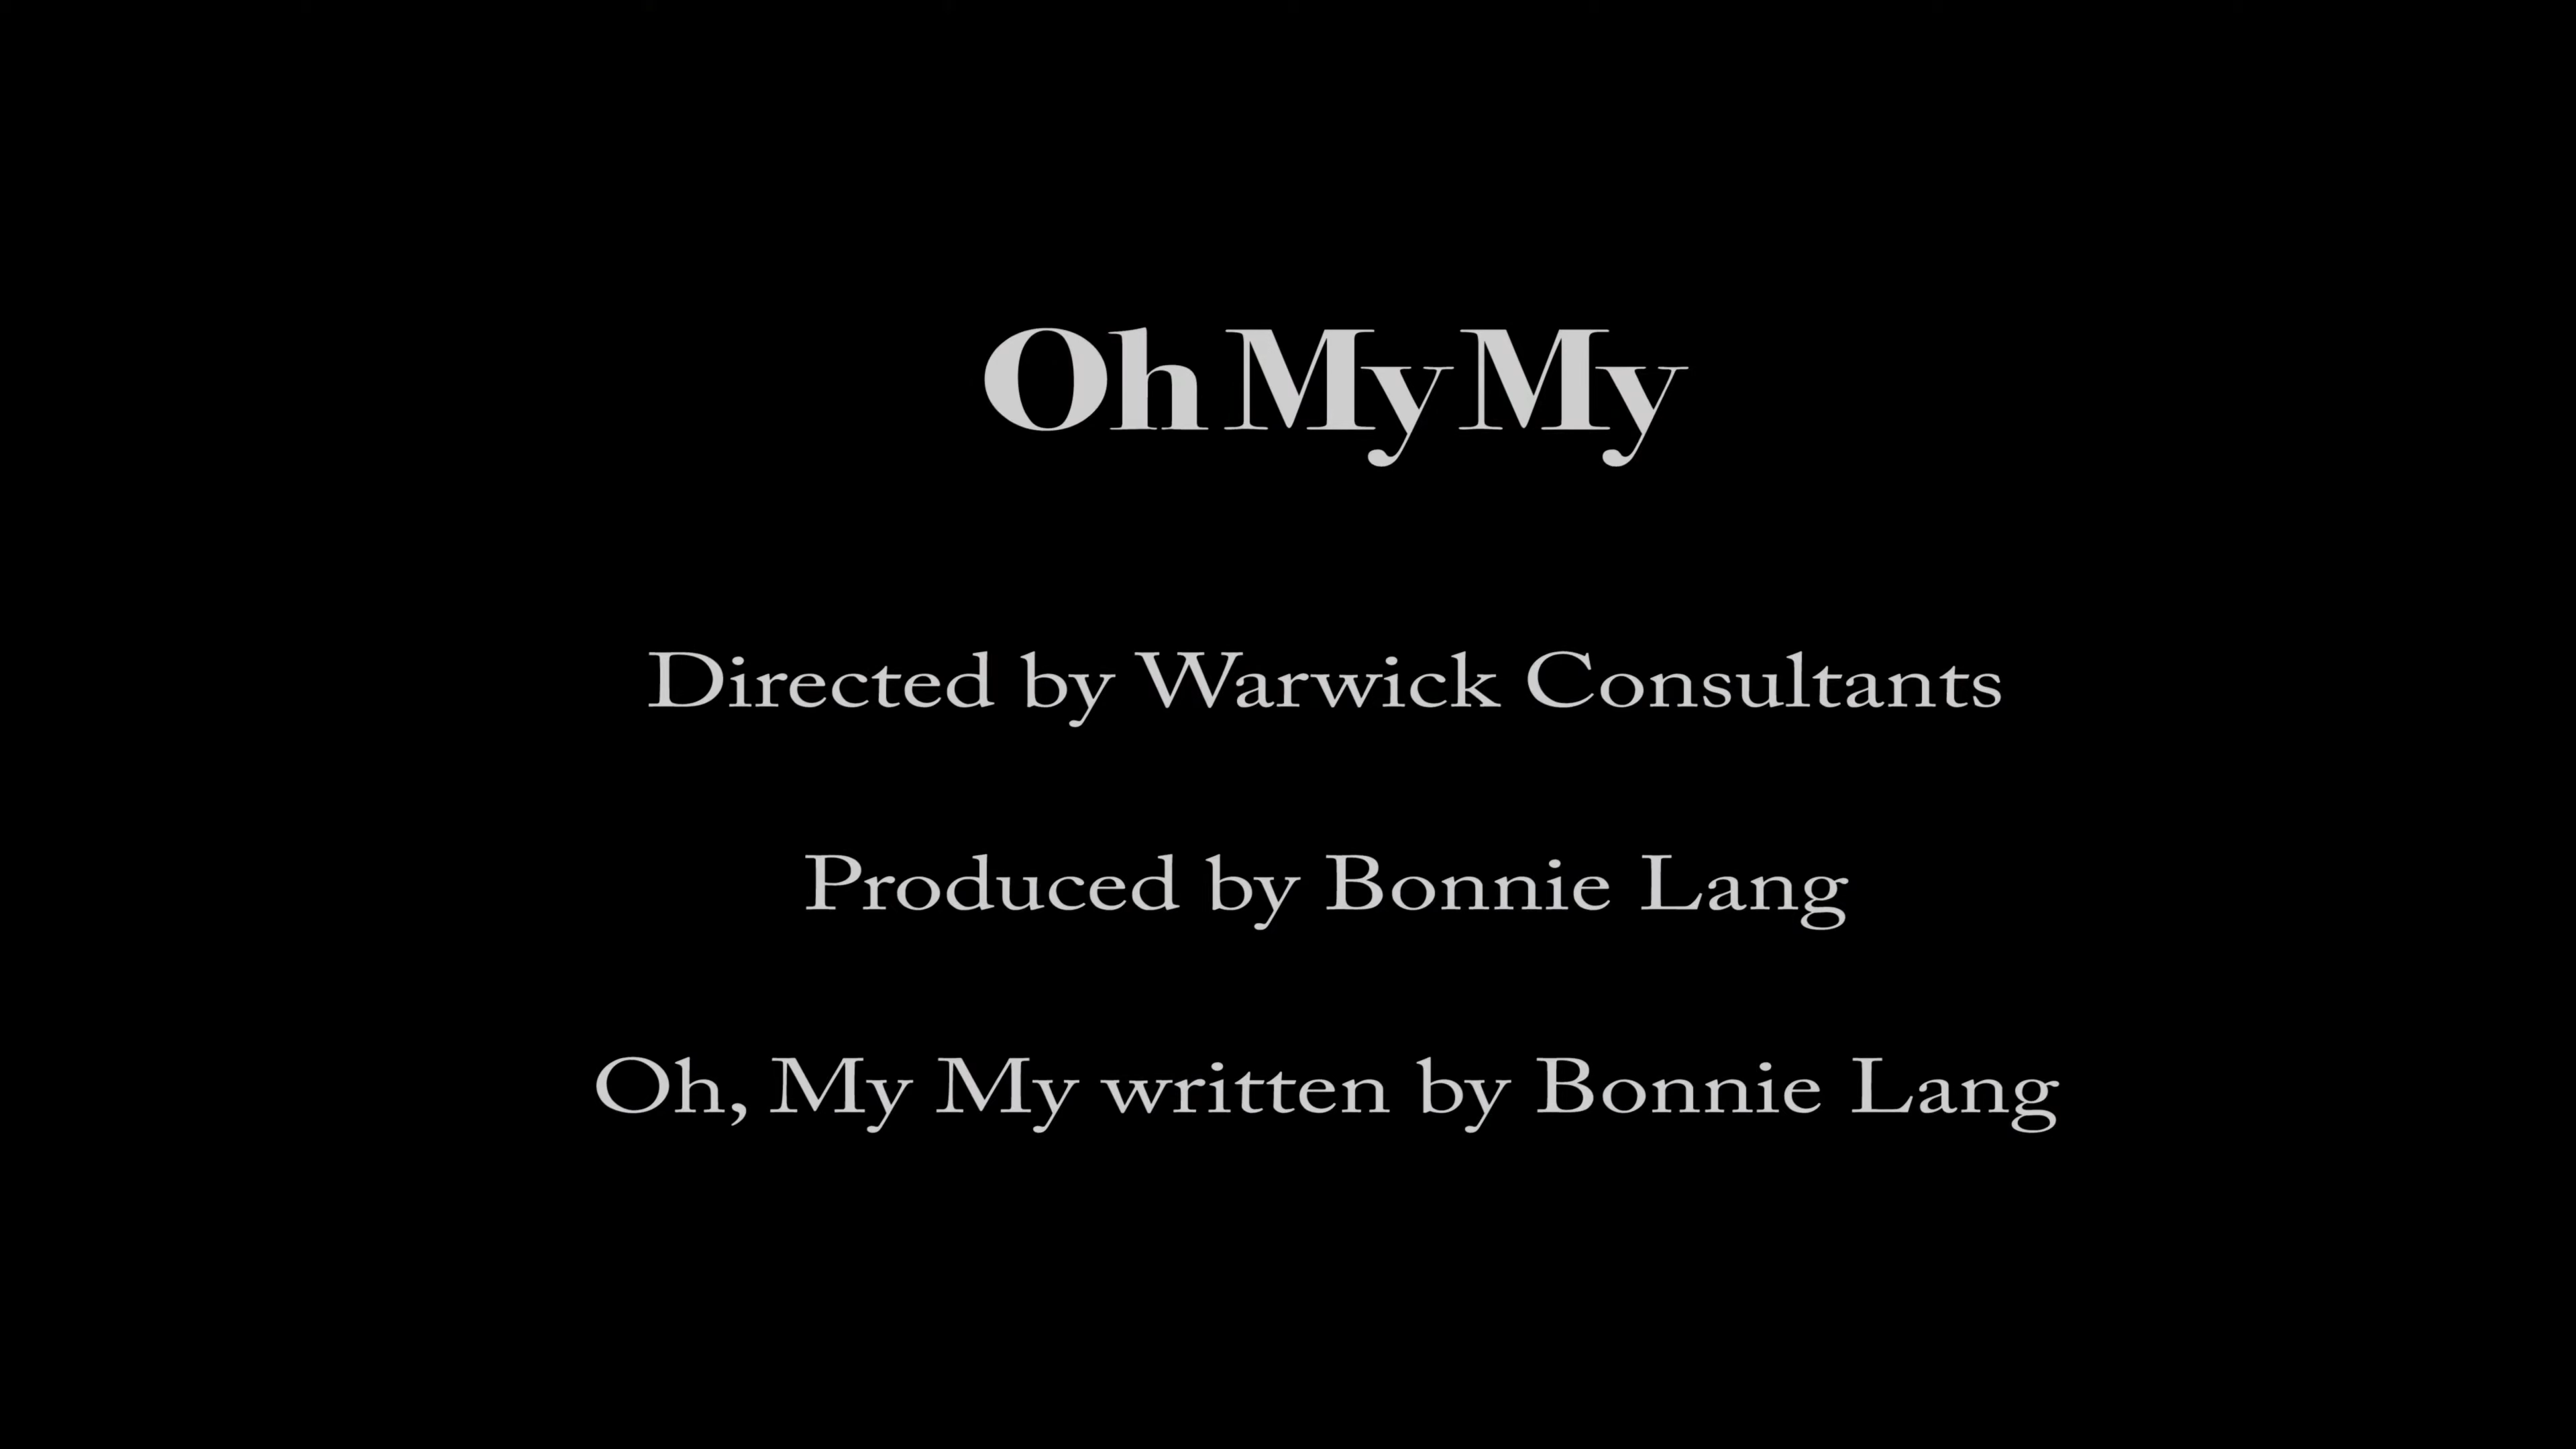 Oh My My
Directed by Warwick Consultants
Produced by Bonnie Lang
Oh, My My written by Bonnie Lang